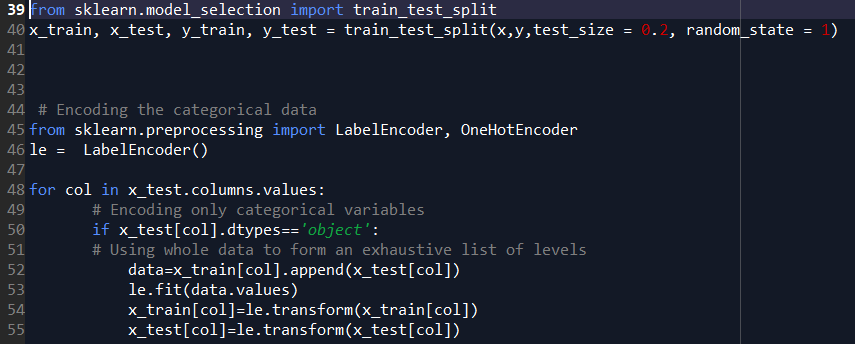 39 from sklearn.model_selection import train_test_split
40 x_train, x_test, y_train, y_test = train_test_split(x,y,test_size = 0.2, random_state = 1)
41
42
43
44  # Encoding the categorical data
45 from sklearn.preprocessing import LabelEncoder, OneHotEncoder
46 le =  LabelEncoder()
47
48 for col in x_test.columns.values:
49        # Encoding only categorical variables
50        if x_test[col].dtypes=='object':
51        # Using whole data to form an exhaustive list of levels
52            data=x_train[col].append(x_test[col])
53            le.fit(data.values)
54            x_train[col]=le.transform(x_train[col])
55            x_test[col]=le.transform(x_test[col])